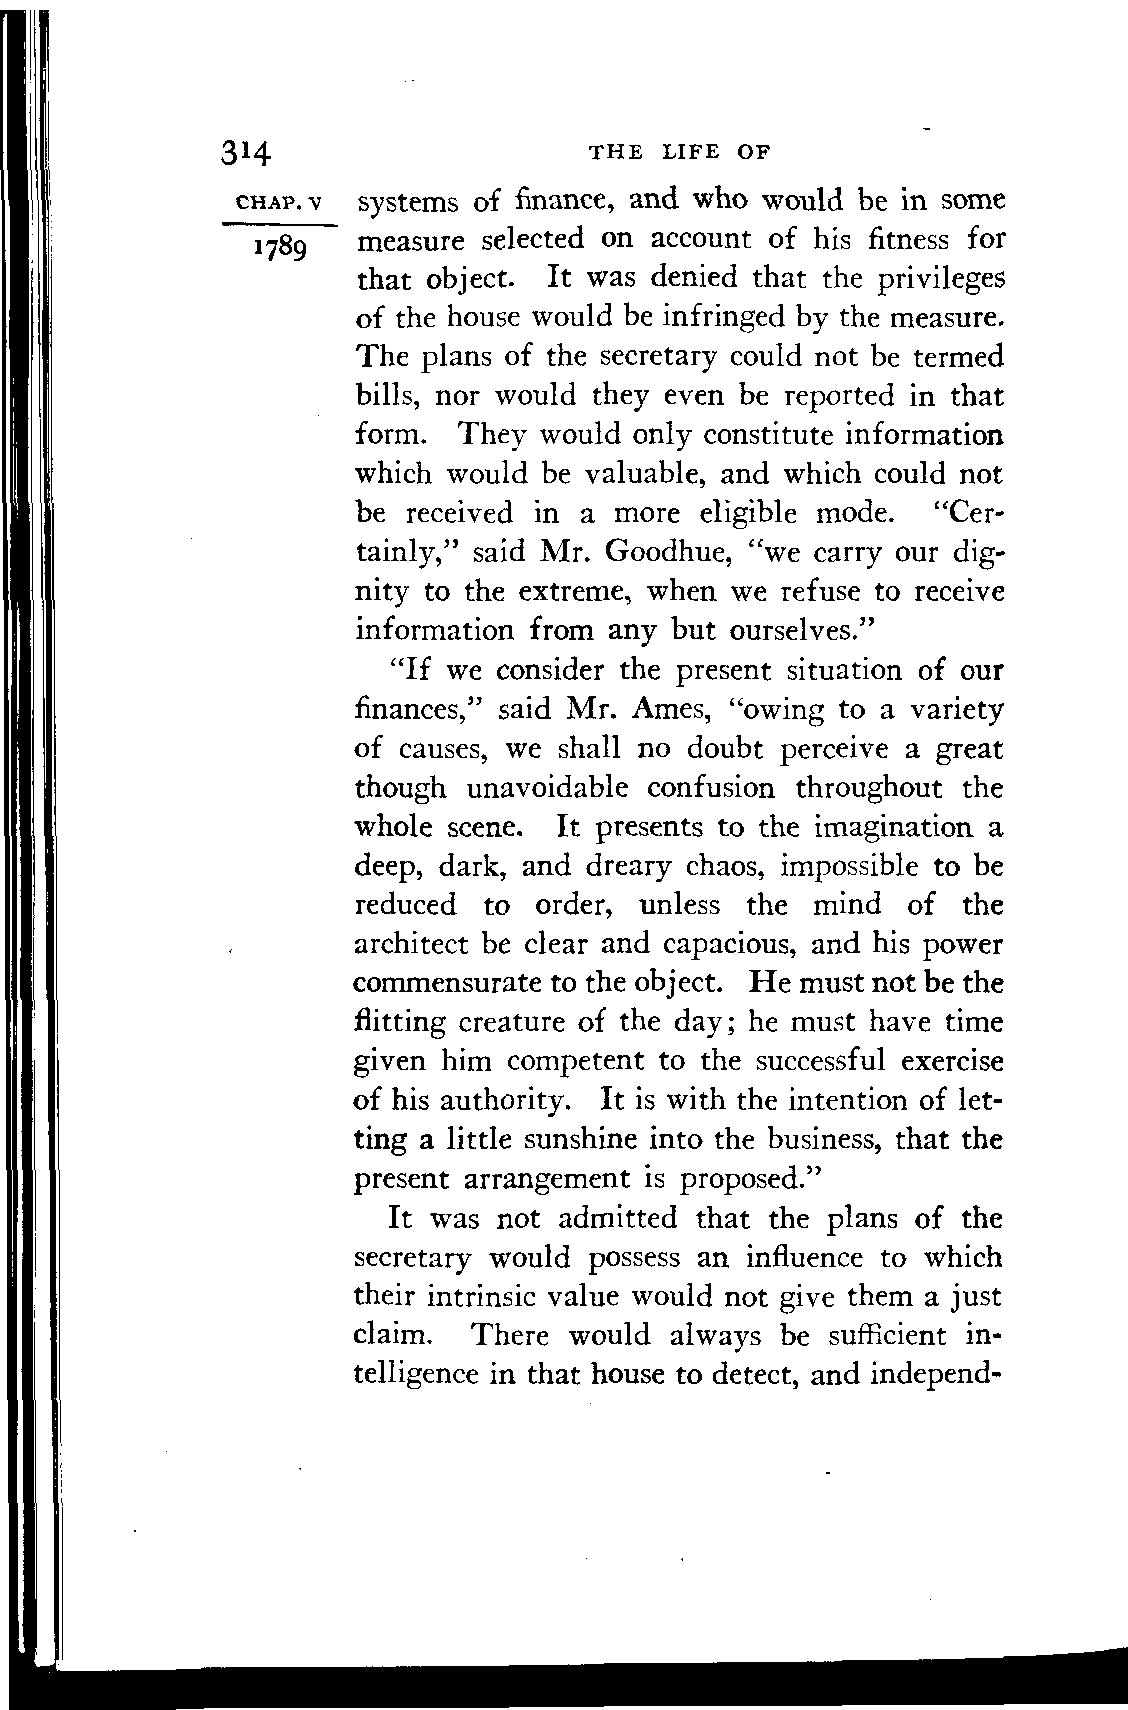 314 THE LIFE OF
CHAP. V systems of finance, and who would be in some
1789 measure selected on account of his fitness for
that object. It was denied that the privileges
of the house would be infringed by the measure.
The plans of the secretary could not be termed
bills, nor would they even be reported in that
form. They would only constitute information
which would be valuable, and which could not
be received in a more eligible mode. “Cer-
tainly,” said Mr. Goodhue, “we carry our dig-
nity to the extreme, when we refuse to receive
information from any but ourselves.”
“If we consider the present situation of our
finances,” said Mr. Ames, “owing to a variety
of causes, we shall no doubt perceive a great
though unavoidable confusion throughout the
whole scene. It presents to the imagination a
deep, dark, and dreary chaos, impossible to be
reduced to order, unless the mind of the
architect be clear and capacious, and his power
commensurate to the object. He must not be the
flitting creature of the day; he must have time
given him competent to the successful exercise
of his authority. It is with the intention of let-
ting a little sunshine into the business, that the
present arrangement is proposed.”
It was not admitted that the plans of the
secretary would possess an influence to which
their intrinsic value would not give them a just
claim. There would always be sufficient in-
telligence in that house to detect, and independ-